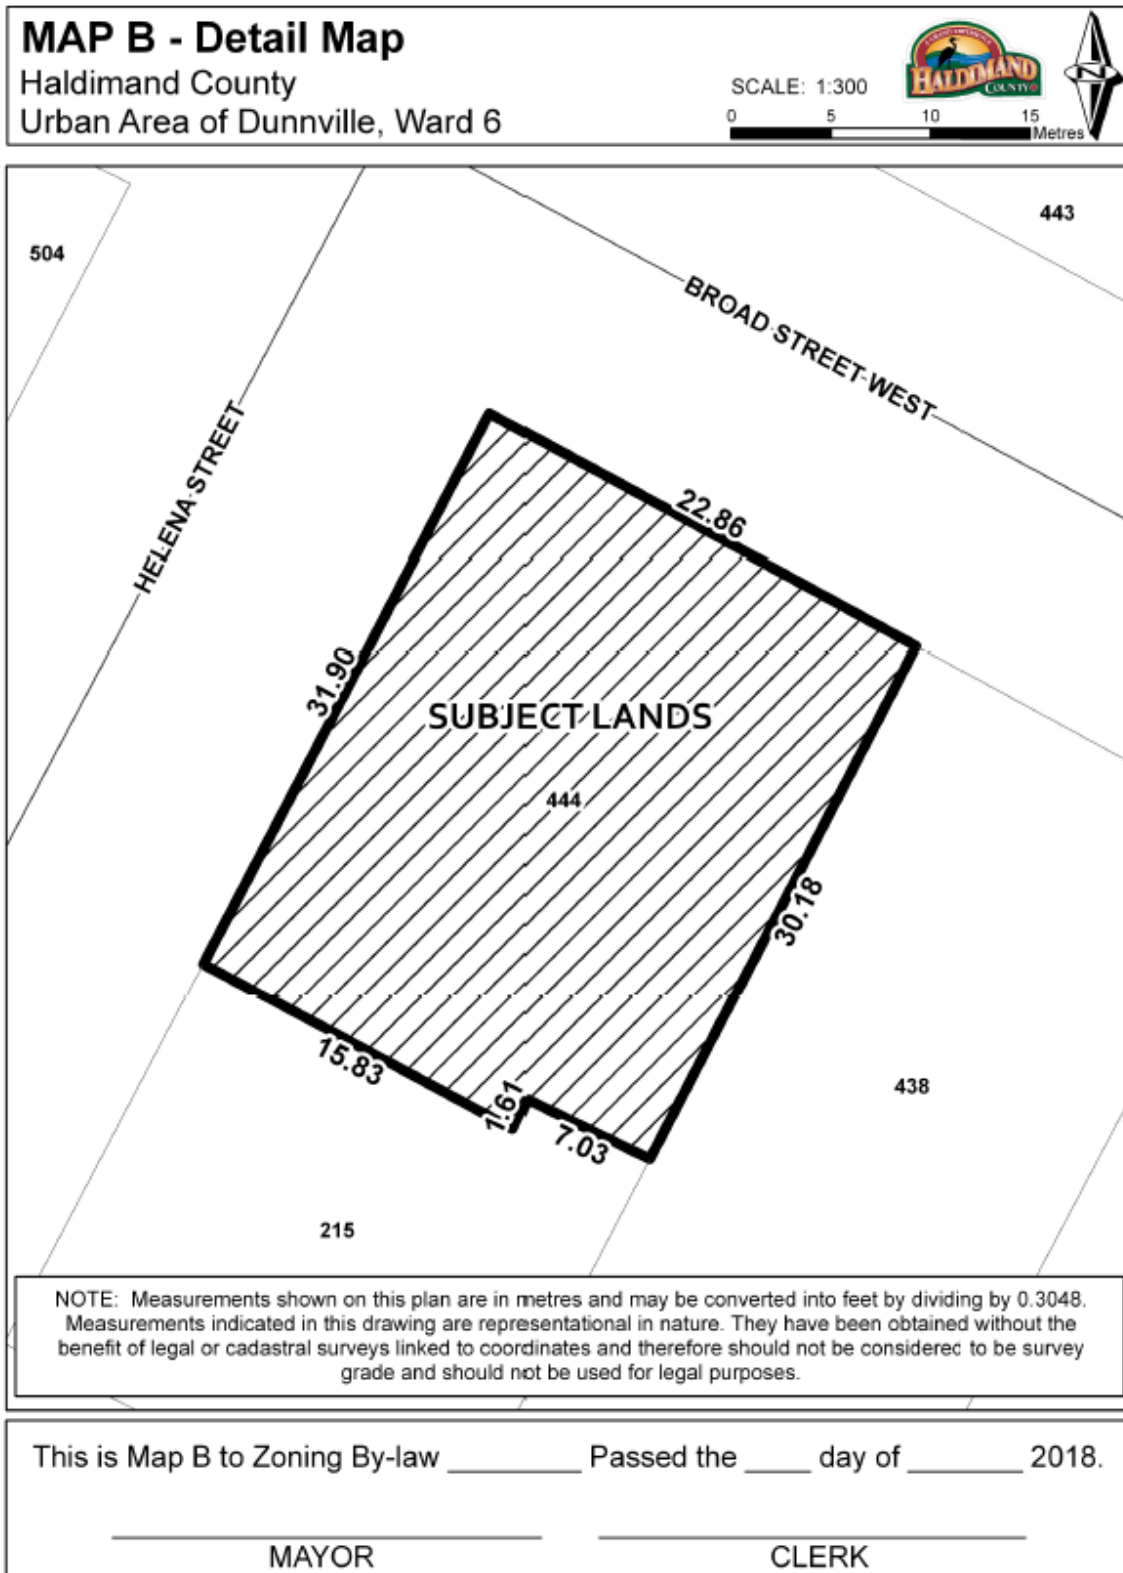 MAP B - Detail Map
Haldimand County
Urban Area of Dunnville, Ward 6
SCALE: 1:300
0 5 10 15
Metres
HALDIMAND
COUNTY
N
504
443
BROAD STREET WEST
HELENA STREET
22.86
31.90
SUBJECT LANDS
444
30.18
15.83
1.61
7.03
438
215
NOTE: Measurements shown on this plan are in metres and may be converted into feet by dividing by 0.3048.
Measurements indicated in this drawing are representational in nature. They have been obtained without the
benefit of legal or cadastral surveys linked to coordinates and therefore should not be considered to be survey
grade and should not be used for legal purposes.
This is Map B to Zoning By-law ________ Passed the ____ day of _______ 2018.
MAYOR CLERK